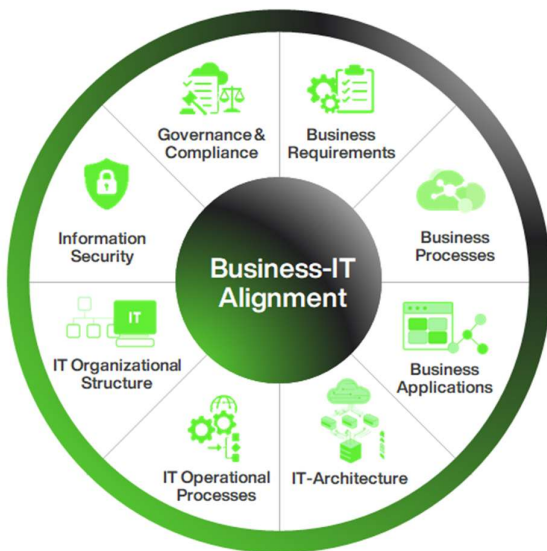 Governance &
Compliance
Business
Requirements
Information
Security
Business
Processes
Business-IT
Alignment
IT
IT Organizational
Structure
Business
Applications
IT Operational
Processes
IT-Architecture